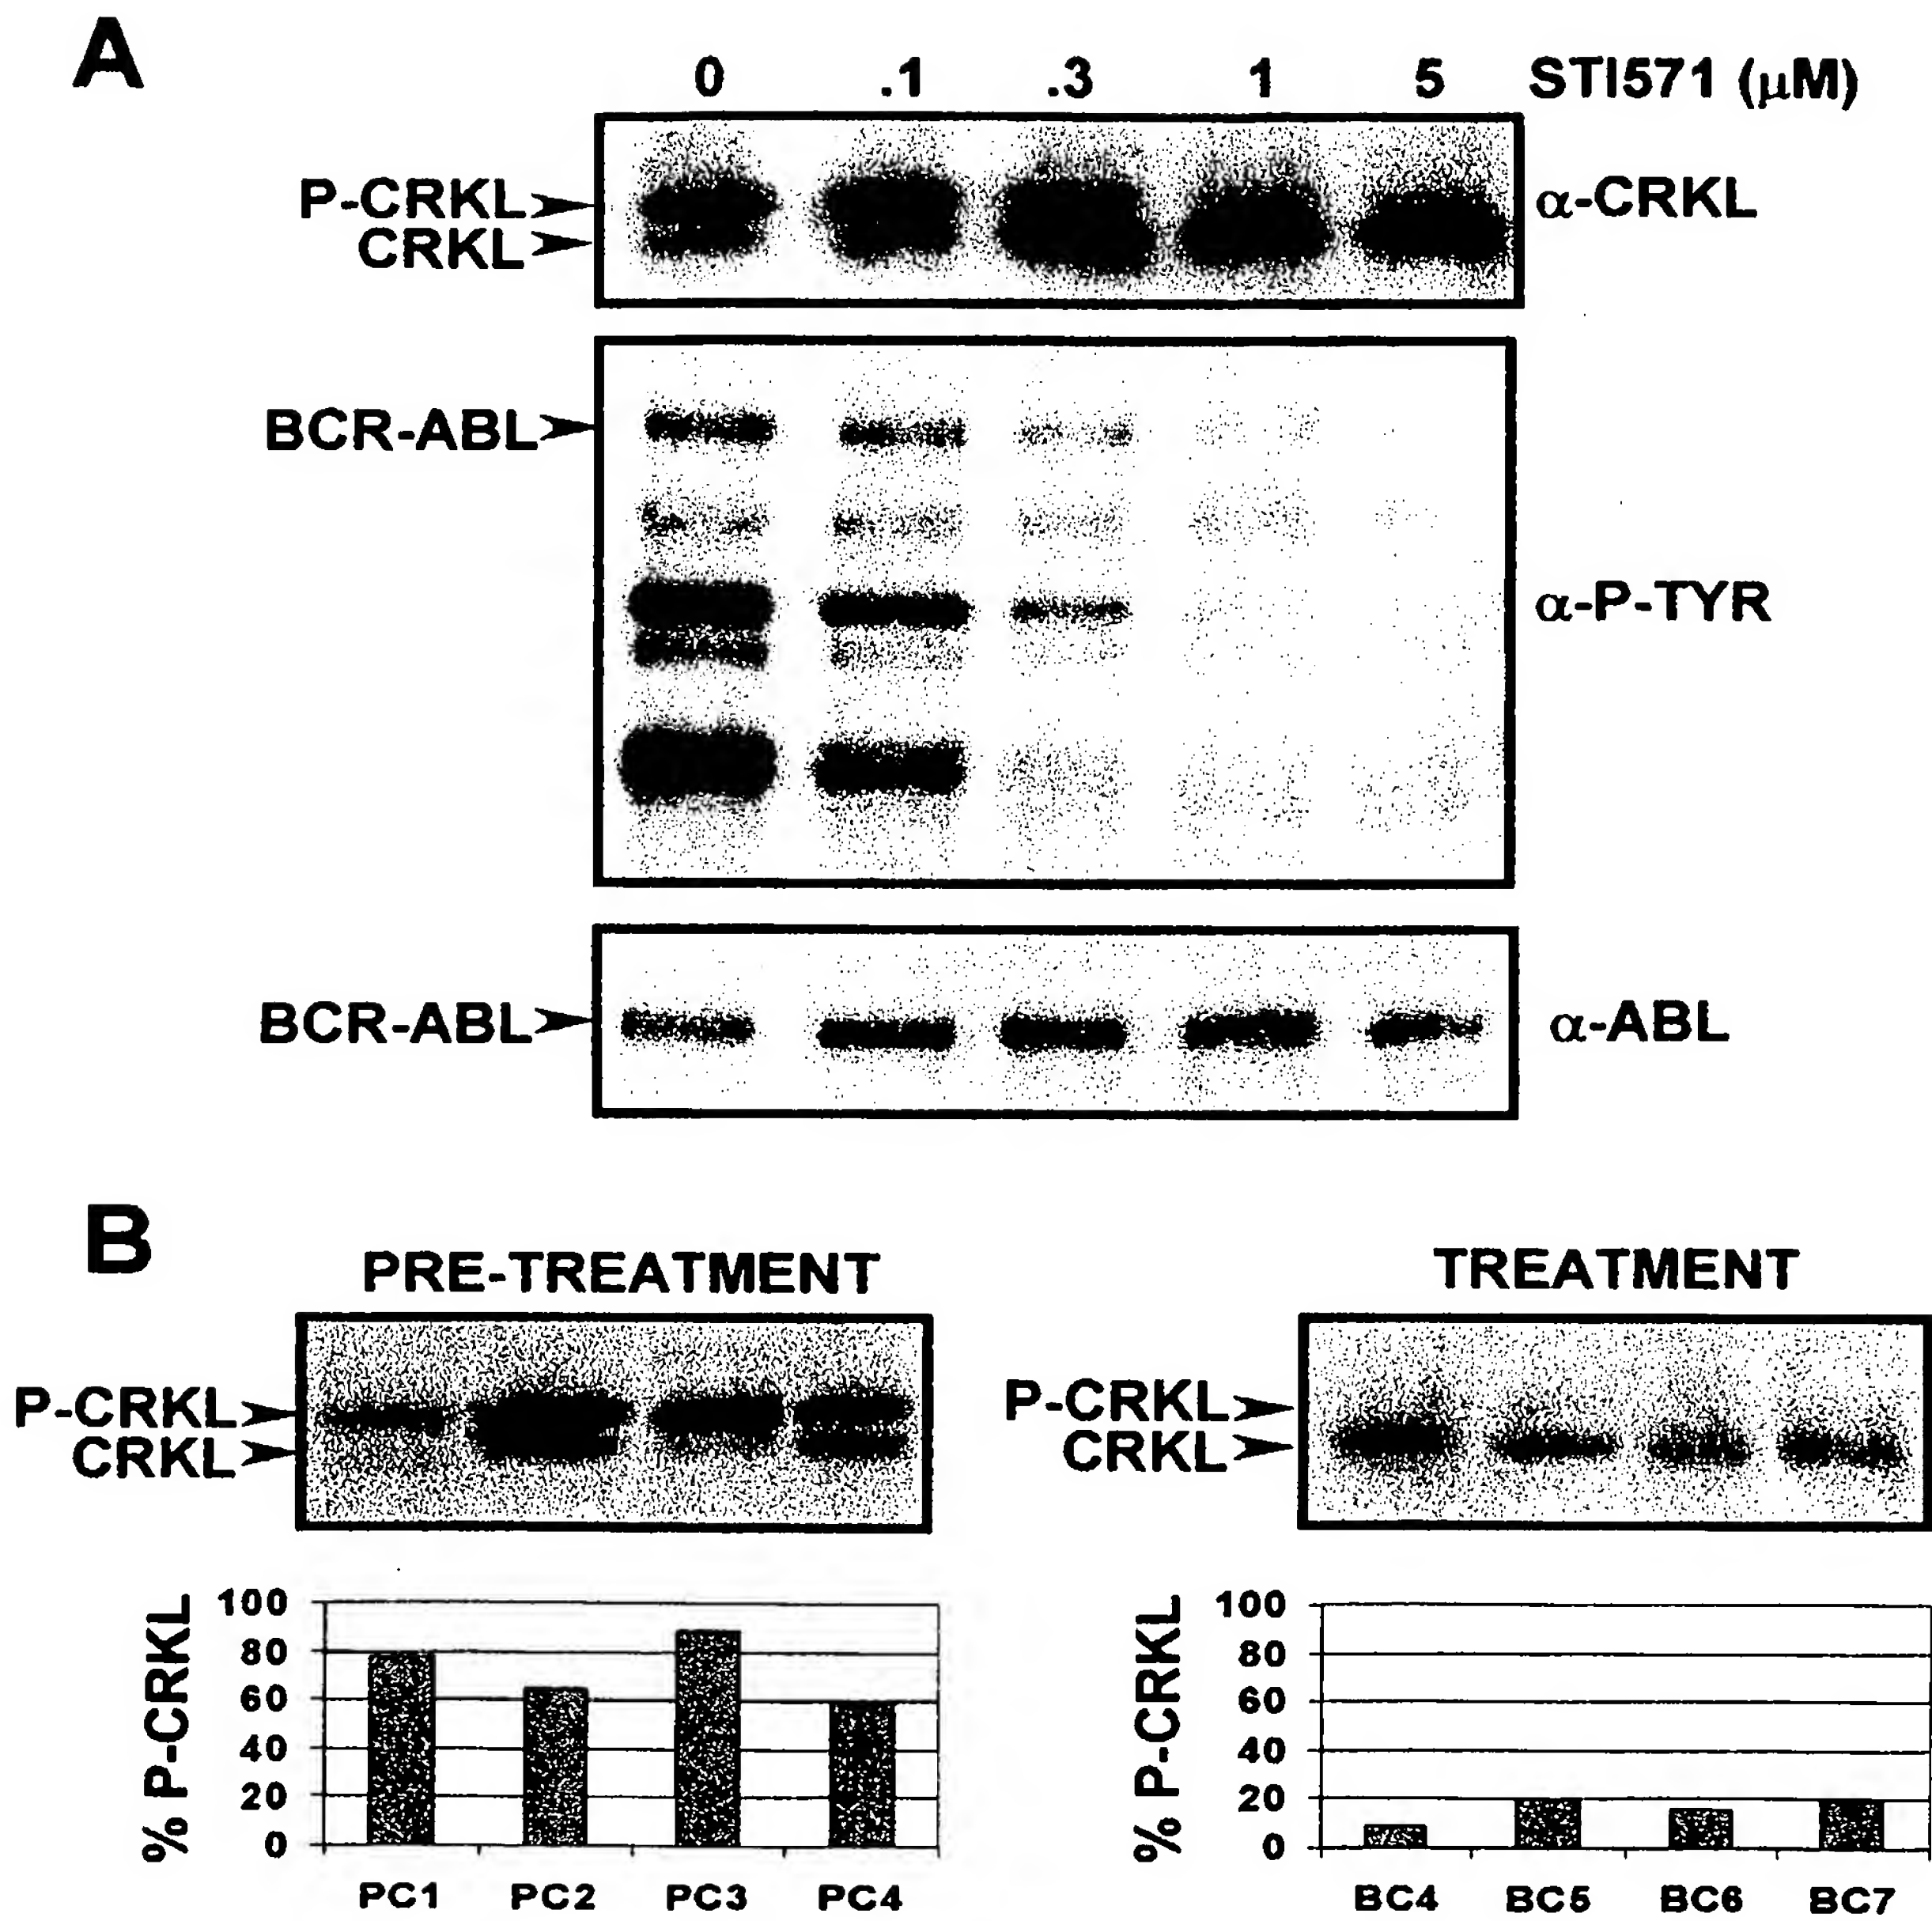 A
0 .1 .3 1 5 STI571 (μM)
P-CRKL
CRKL
α-CRKL
BCR-ABL
α-P-TYR
BCR-ABL
α-ABL
B
PRE-TREATMENT
P-CRKL
CRKL
% P-CRKL
100
80
60
40
20
0
PC1 PC2 PC3 PC4
TREATMENT
P-CRKL
CRKL
% P-CRKL
100
80
60
40
20
0
BC4 BC5 BC6 BC7